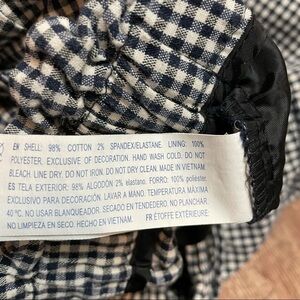 EN SHELL: 98% COTTON 2% SPANDEX/ELASTANE. LINING: 100%
POLYESTER. EXCLUSIVE OF DECORATION. HAND WASH COLD. DO NOT
BLEACH. LINE DRY. DO NOT IRON. DO NOT DRY CLEAN. MADE IN VIETNAM.
ES TELA EXTERIOR: 98% ALGODÓN 2% elastano. FORRO: 100% poliéster.
EXCLUSIVO PARA DECORACIÓN. LAVAR A MANO. TEMPERATURA MÁXIMA
40 °C. NO USAR BLANQUEADOR. SECADO EN TENDEDERO. NO PLANCHAR.
NO LIMPIEZA EN SECO. HECHO EN VIETNAM. FR ÉTOFFE EXTÉRIEURE: